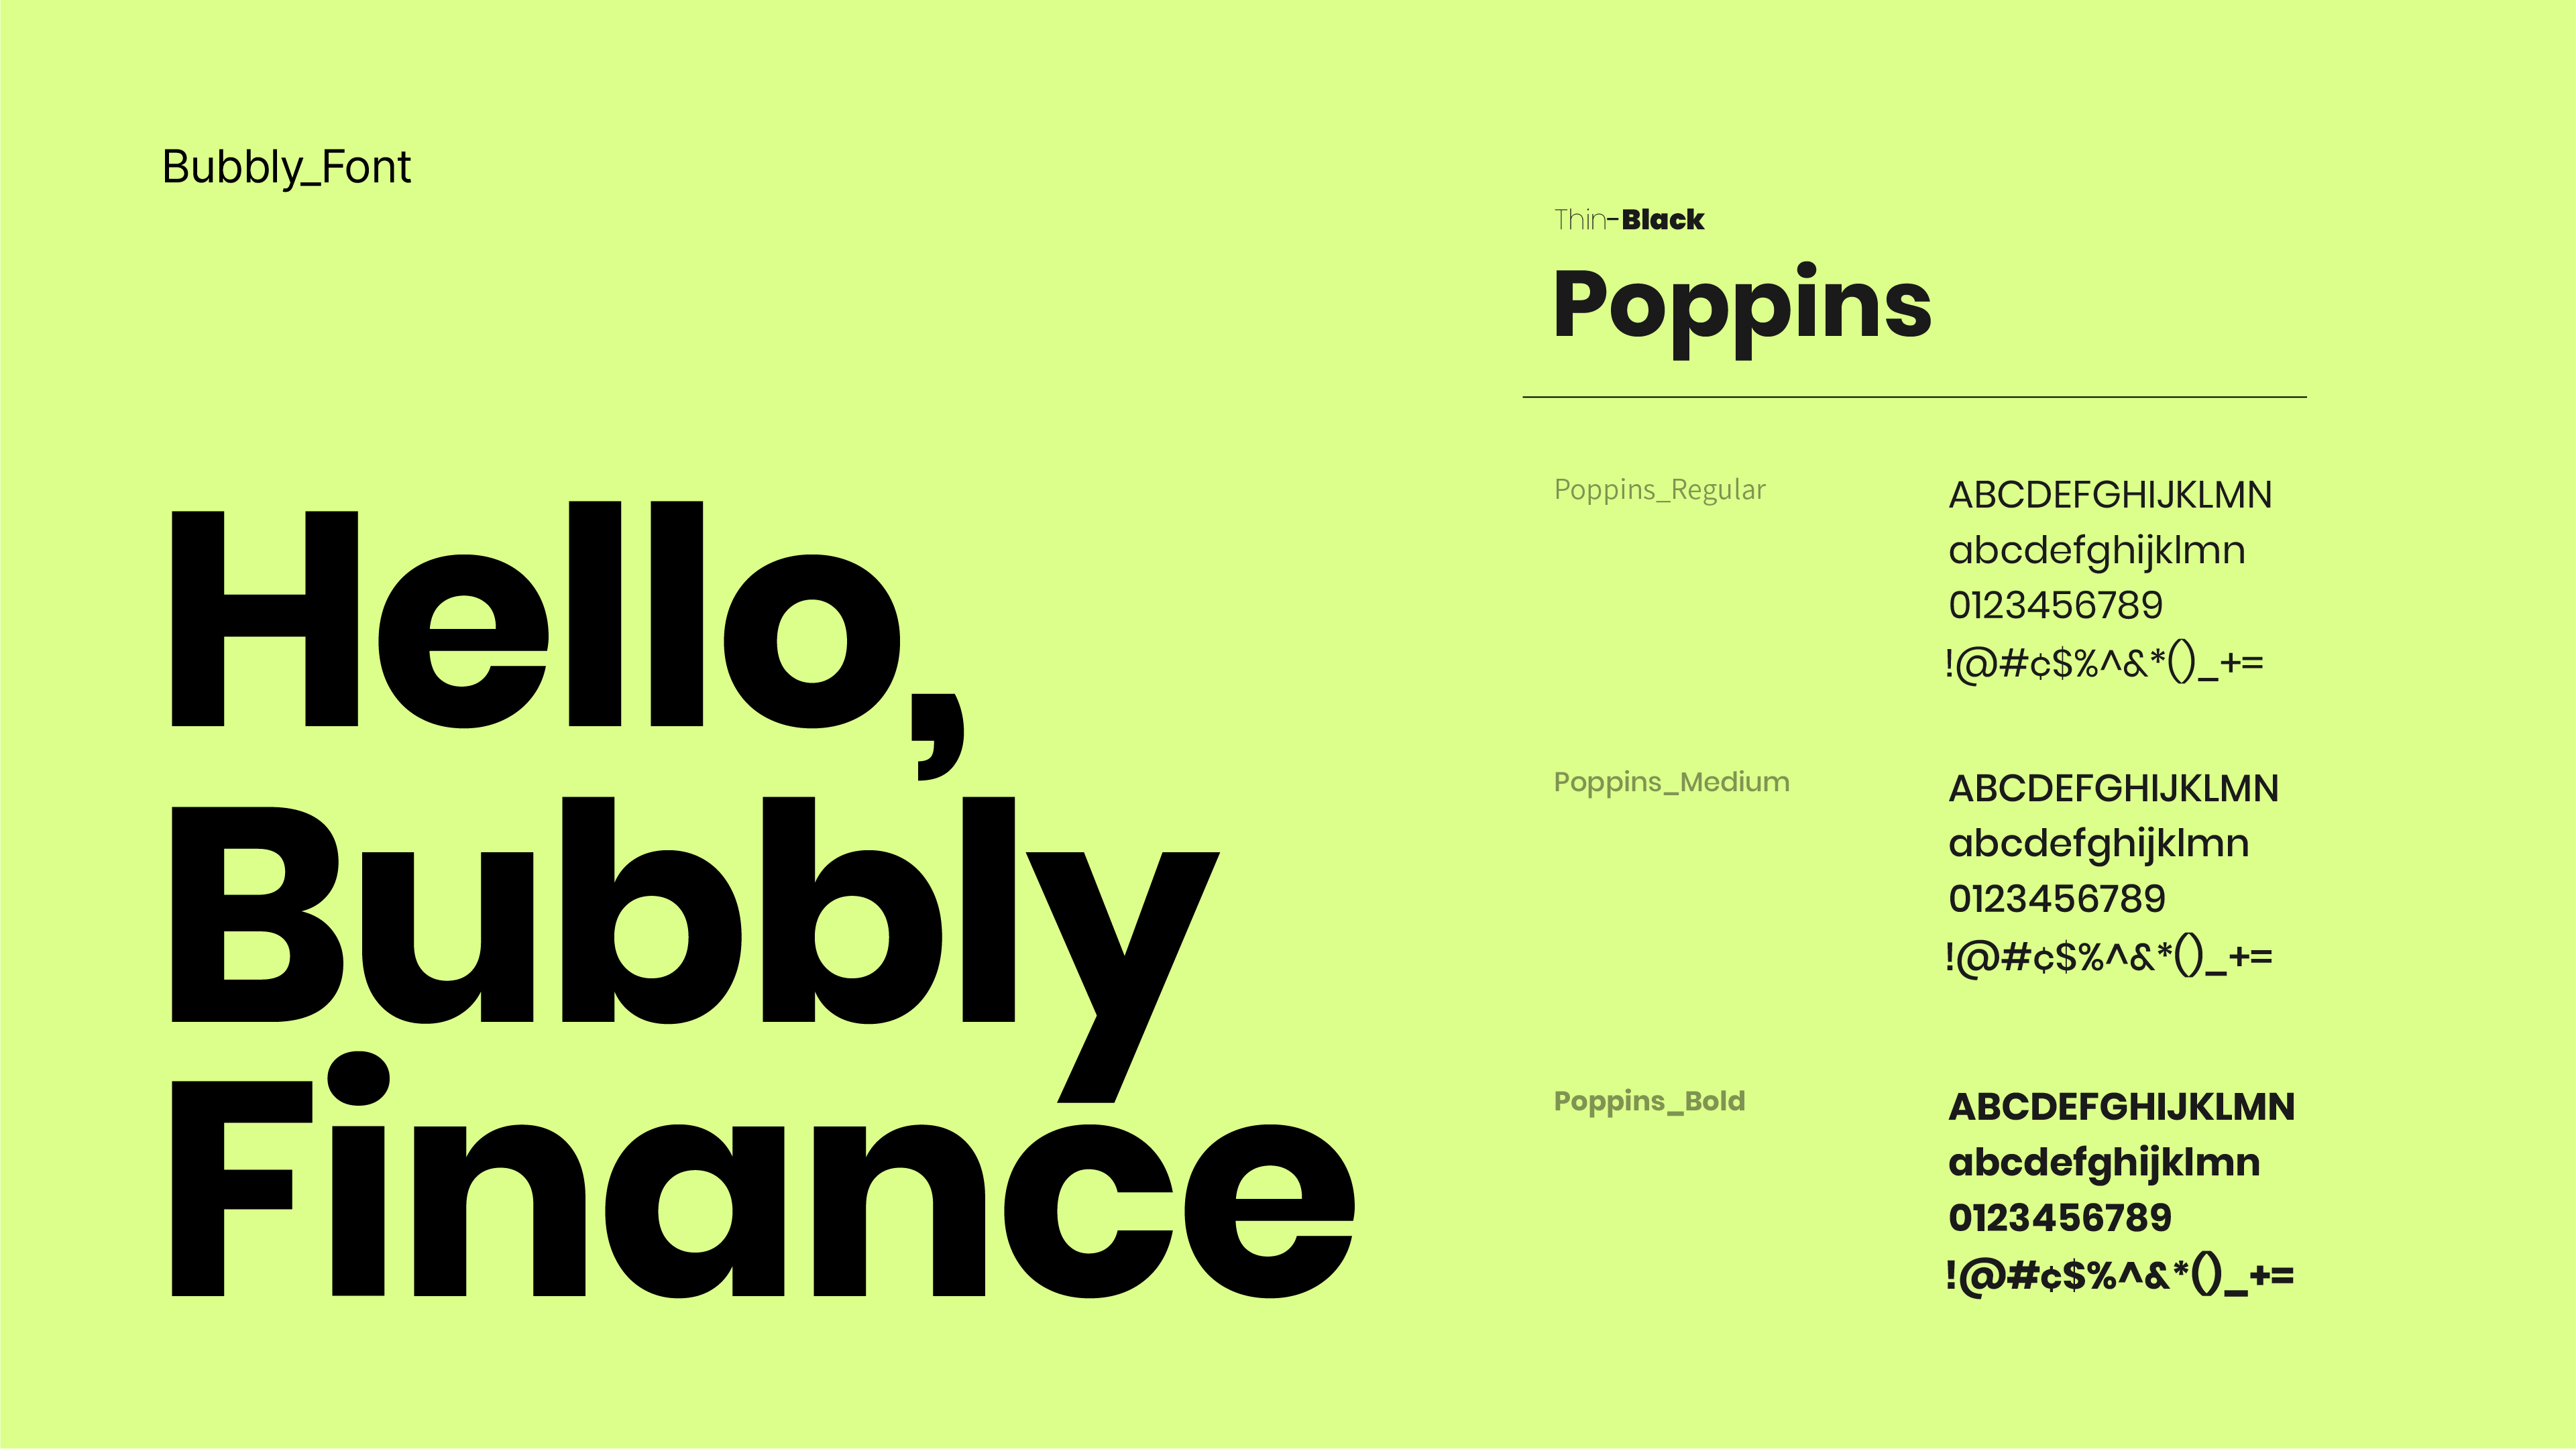 Bubbly_Font
Hello,
Bubbly
Finance
Thin-Black
Poppins
Poppins_Regular
ABCDEFGHIJKLMN
abcdefghijklmn
0123456789
!@#¢$%^&*()_+=
Poppins_Medium
ABCDEFGHIJKLMN
abcdefghijklmn
0123456789
!@#¢$%^&*()_+=
Poppins_Bold
ABCDEFGHIJKLMN
abcdefghijklmn
0123456789
!@#¢$%^&*()_+=